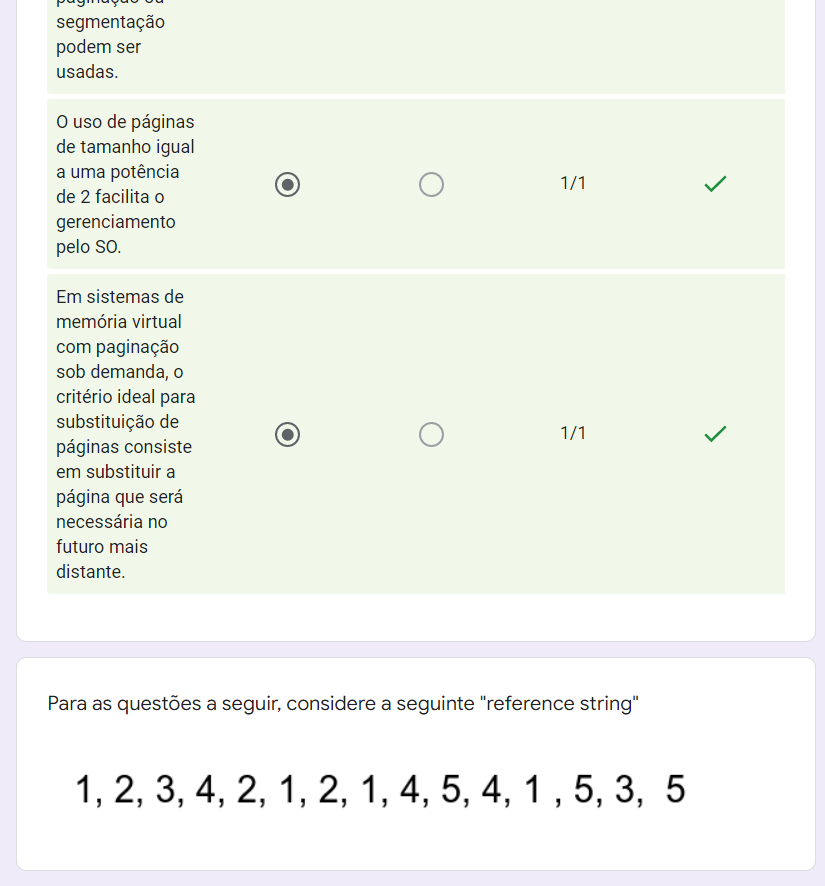 paginação ou
segmentação
podem ser
usadas.
O uso de páginas
de tamanho igual
a uma potência
de 2 facilita o
gerenciamento
pelo SO.
1/1
Em sistemas de
memória virtual
com paginação
sob demanda, o
critério ideal para
substituição de
páginas consiste
em substituir a
página que será
necessária no
futuro mais
distante.
1/1
Para as questões a seguir, considere a seguinte "reference string"
1, 2, 3, 4, 2, 1, 2, 1, 4, 5, 4, 1 , 5, 3,  5